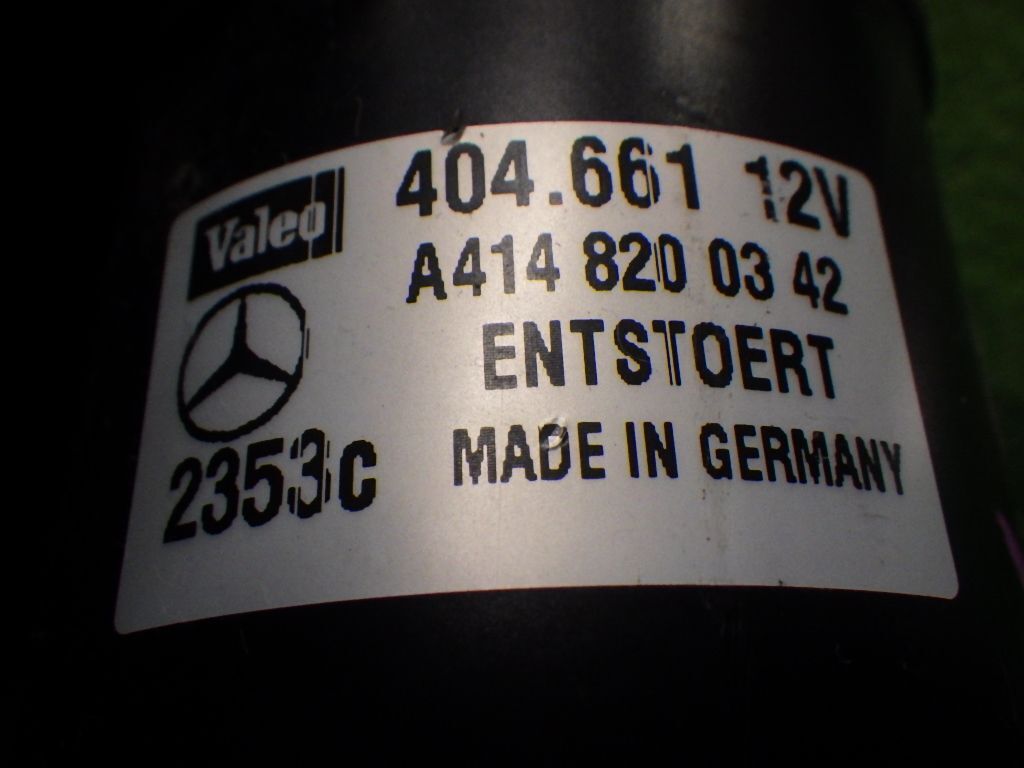 Valeo
404.661 12V
A414 820 03 42
ENTSTOERT
2353C
MADE IN GERMANY